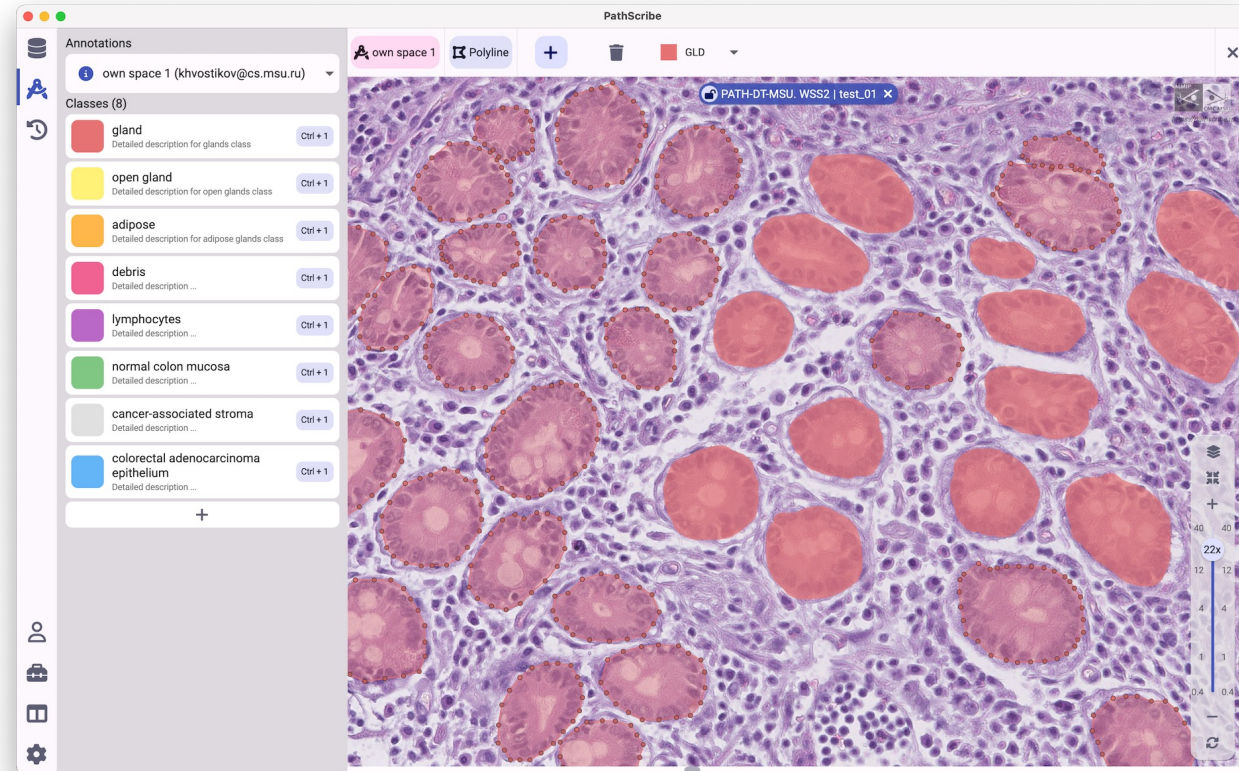 PathScribe
Annotations
own space 1 (khvostikov@cs.msu.ru)
Classes (8)
gland
Detailed description for glands class
Ctrl + 1
open gland
Detailed description for open glands class
Ctrl + 1
adipose
Detailed description for adipose glands class
Ctrl + 1
debris
Detailed description ...
Ctrl + 1
lymphocytes
Detailed description ...
Ctrl + 1
normal colon mucosa
Detailed description ...
Ctrl + 1
cancer-associated stroma
Detailed description ...
Ctrl + 1
colorectal adenocarcinoma
epithelium
Detailed description ...
Ctrl + 1
+
own space 1
Polyline
+
GLD
PATH-DT-MSU. WSS2 | test_01
+
40 40
22x
12 12
4 4
1 1
0.4 0.4